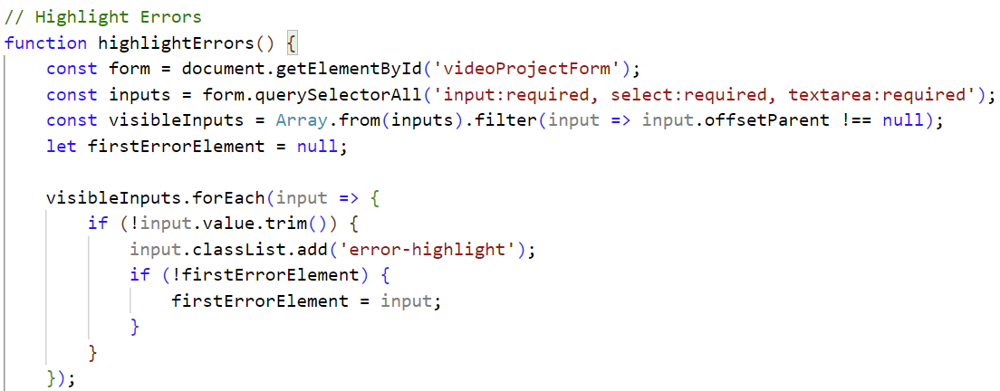 // Highlight Errors
function highlightErrors() {
    const form = document.getElementById('videoProjectForm');
    const inputs = form.querySelectorAll('input:required, select:required, textarea:required');
    const visibleInputs = Array.from(inputs).filter(input => input.offsetParent !== null);
    let firstErrorElement = null;

    visibleInputs.forEach(input => {
        if (!input.value.trim()) {
            input.classList.add('error-highlight');
            if (!firstErrorElement) {
                firstErrorElement = input;
            }
        }
    });